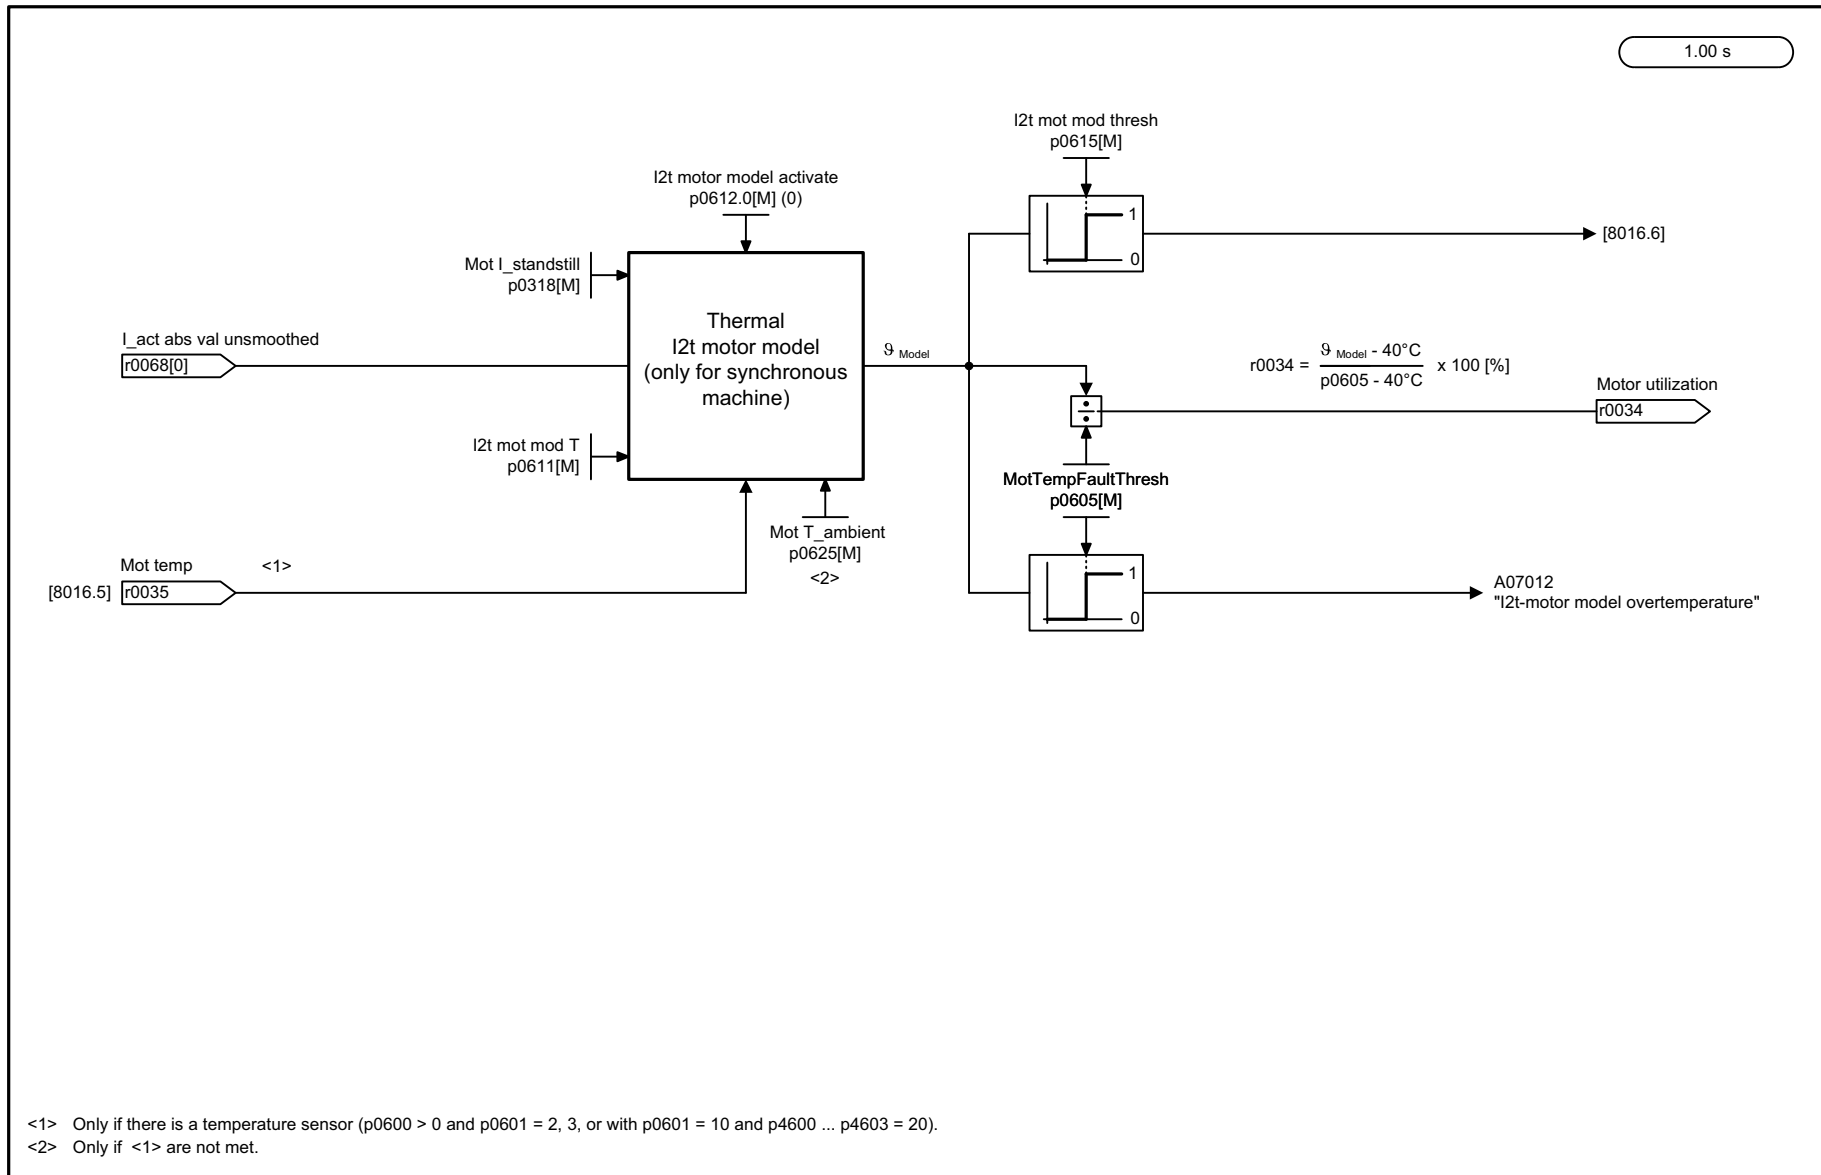 1.00 s
I2t mot mod thresh
p0615[M]
I2t motor model activate
p0612.0[M] (0)
1
0
[8016.6]
Mot I_standstill
p0318[M]
Thermal
I2t motor model
(only for synchronous
machine)
I_act abs val unsmoothed
r0068[0]
ϑ Model
r0034 = ϑ Model - 40°C / p0605 - 40°C x 100 [%]
Motor utilization
r0034
I2t mot mod T
p0611[M]
MotTempFaultThresh
p0605[M]
Mot T_ambient
p0625[M]
<2>
Mot temp
<1>
[8016.5] r0035
1
0
A07012
"I2t-motor model overtemperature"
<1> Only if there is a temperature sensor (p0600 > 0 and p0601 = 2, 3, or with p0601 = 10 and p4600 ... p4603 = 20).
<2> Only if <1> are not met.